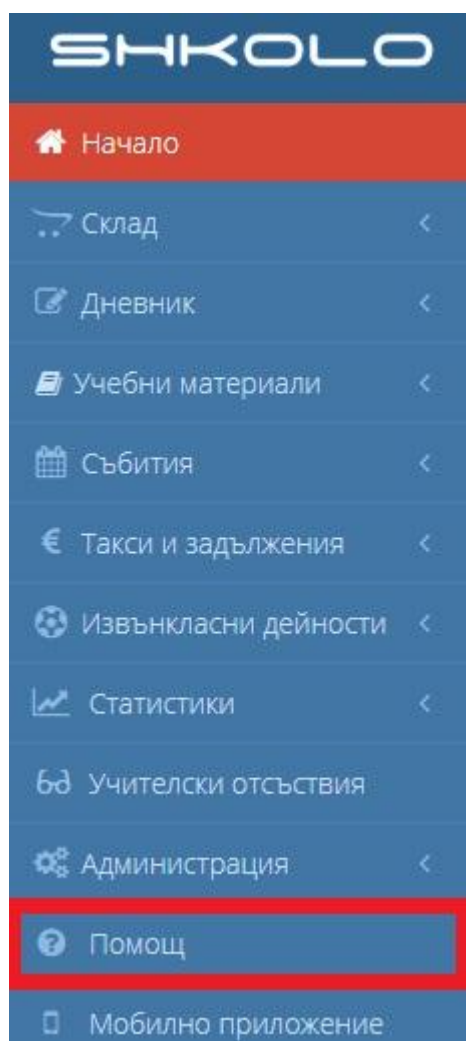 SHKOLO
Начало
Склад
Дневник
Учебни материали
Събития
€ Такси и задължения
Извънкласни дейности
Статистики
Учителски отсъствия
Администрация
Помощ
Мобилно приложение